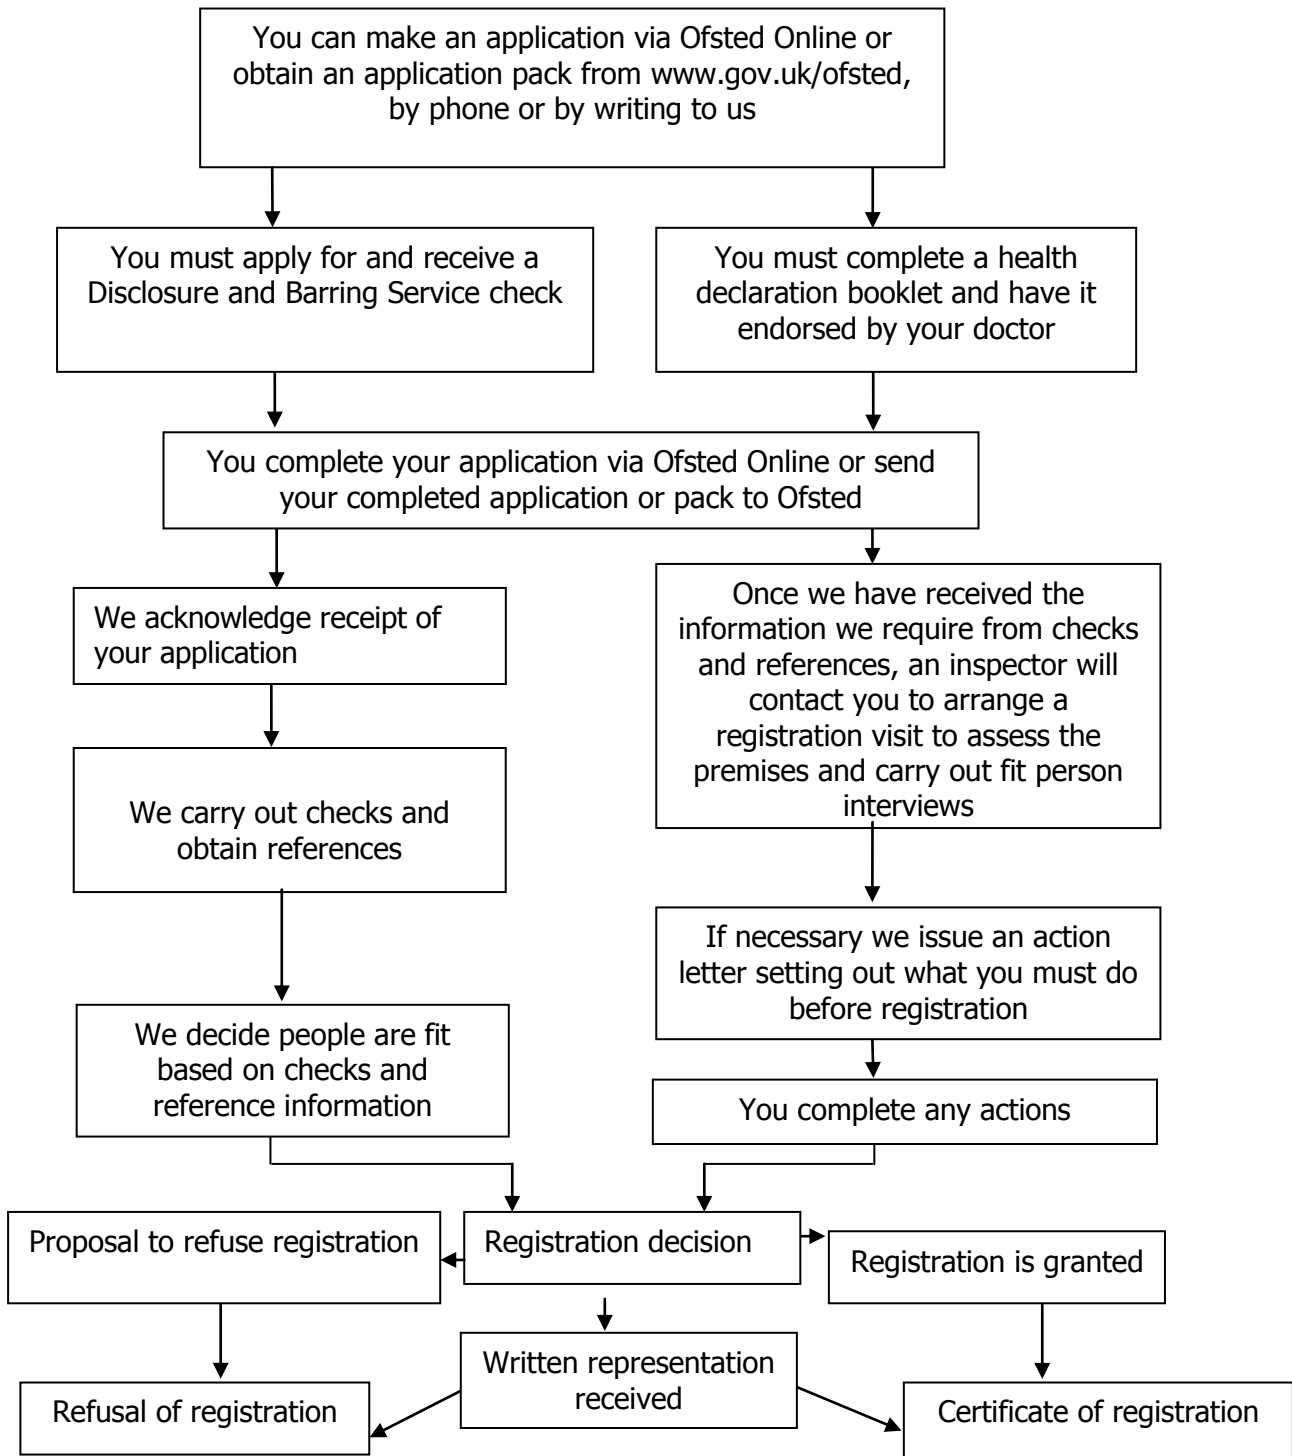 You can make an application via Ofsted Online or
obtain an application pack from www.gov.uk/ofsted,
by phone or by writing to us
You must apply for and receive a
Disclosure and Barring Service check
You must complete a health
declaration booklet and have it
endorsed by your doctor
You complete your application via Ofsted Online or send
your completed application or pack to Ofsted
We acknowledge receipt of
your application
We carry out checks and
obtain references
We decide people are fit
based on checks and
reference information
Once we have received the
information we require from checks
and references, an inspector will
contact you to arrange a
registration visit to assess the
premises and carry out fit person
interviews
If necessary we issue an action
letter setting out what you must do
before registration
You complete any actions
Proposal to refuse registration
Registration decision
Registration is granted
Refusal of registration
Written representation
received
Certificate of registration